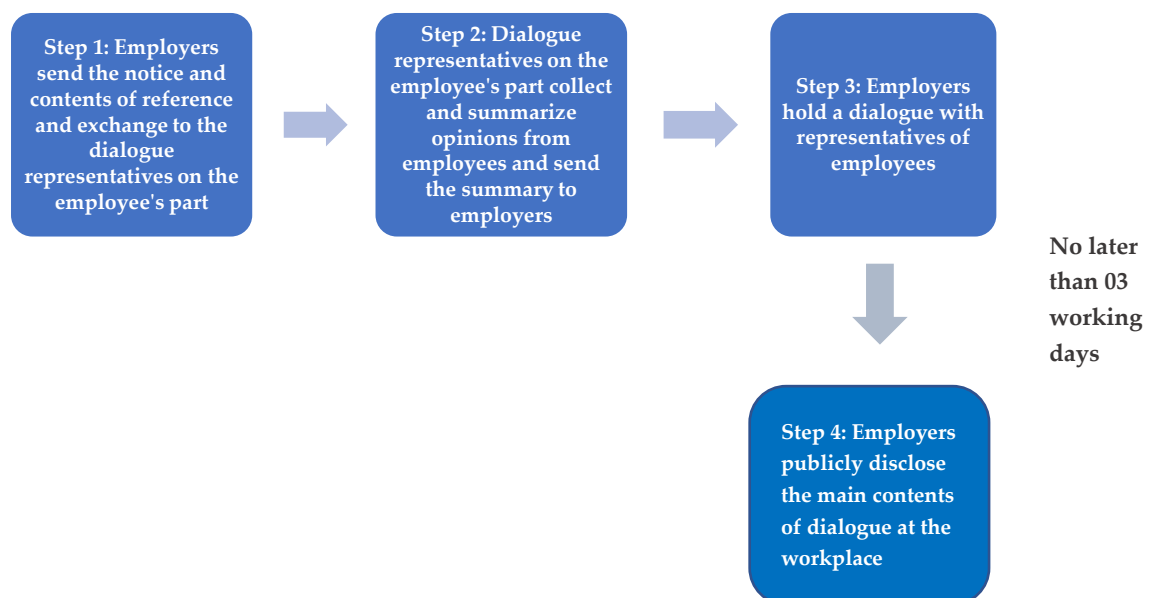 Step 1: Employers
send the notice and
contents of reference
and exchange to the
dialogue
representatives on the
employee's part
Step 2: Dialogue
representatives on the
employee's part collect
and summarize
opinions from
employees and send
the summary to
employers
Step 3: Employers
hold a dialogue with
representatives of
employees
No later
than 03
working
days
Step 4: Employers
publicly disclose
the main contents
of dialogue at the
workplace